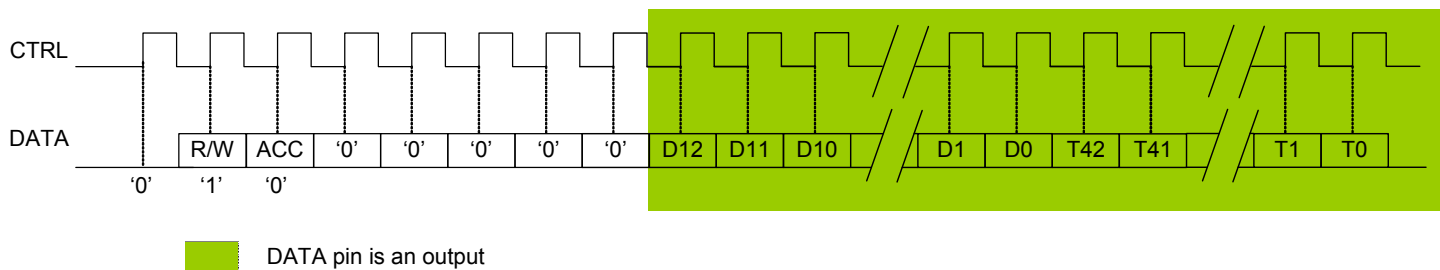 CTRL
DATA
R/W ACC ‘0’ ‘0’ ‘0’ ‘0’ ‘0’ D12 D11 D10 D1 D0 T42 T41 T1 T0
‘0’ ‘1’ ‘0’
DATA pin is an output